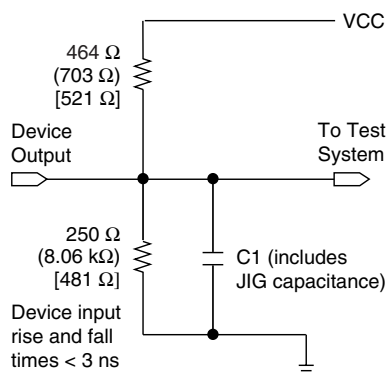 VCC
464 Ω
(703 Ω)
[521 Ω]
Device
Output
To Test
System
250 Ω
(8.06 kΩ)
[481 Ω]
C1 (includes
JIG capacitance)
Device input
rise and fall
times < 3 ns